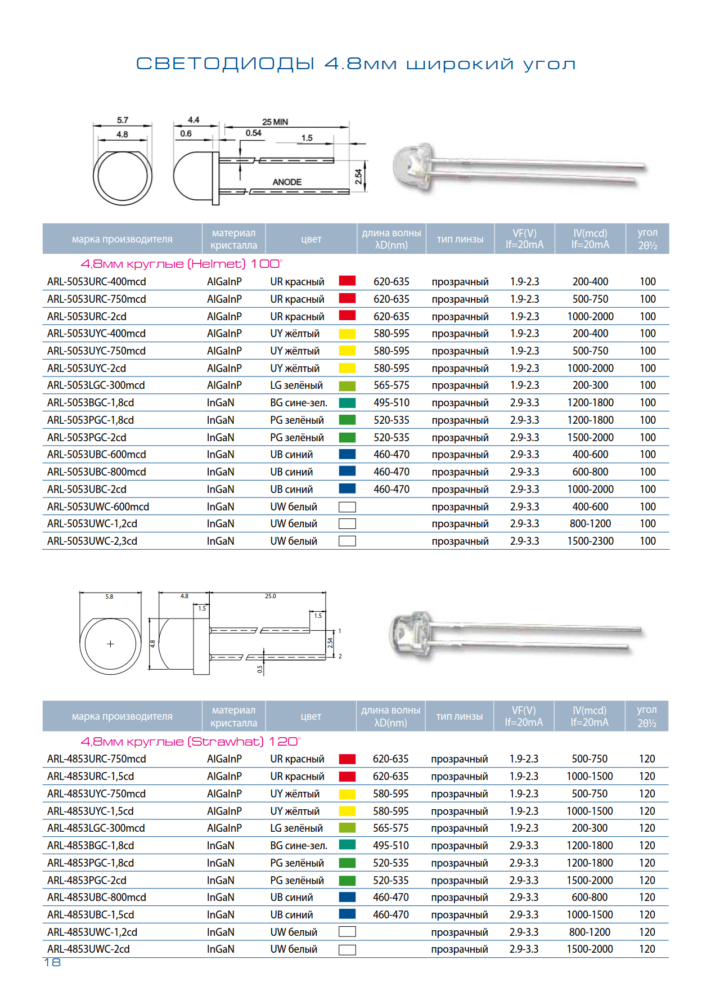 СВЕТОДИОДЫ 4.8мм широкий угол
5.7 4.4 25 MIN
4.8 0.6 0.54 1.5
2.54
ANODE
марка производителя материал кристалла цвет длина волны λD(nm) тип линзы VF(V) If=20mA IV(mcd) If=20mA угол 2θ½
4,8мм круглые (Helmet) 100°
ARL-5053URC-400mcd AlGaInP UR красный 620-635 прозрачный 1.9-2.3 200-400 100
ARL-5053URC-750mcd AlGaInP UR красный 620-635 прозрачный 1.9-2.3 500-750 100
ARL-5053URC-2cd AlGaInP UR красный 620-635 прозрачный 1.9-2.3 1000-2000 100
ARL-5053UYC-400mcd AlGaInP UY жёлтый 580-595 прозрачный 1.9-2.3 200-400 100
ARL-5053UYC-750mcd AlGaInP UY жёлтый 580-595 прозрачный 1.9-2.3 500-750 100
ARL-5053UYC-2cd AlGaInP UY жёлтый 580-595 прозрачный 1.9-2.3 1000-2000 100
ARL-5053LGC-300mcd AlGaInP LG зелёный 565-575 прозрачный 1.9-2.3 200-300 100
ARL-5053BGC-1,8cd InGaN BG сине-зел. 495-510 прозрачный 2.9-3.3 1200-1800 100
ARL-5053PGC-1,8cd InGaN PG зелёный 520-535 прозрачный 2.9-3.3 1200-1800 100
ARL-5053PGC-2cd InGaN PG зелёный 520-535 прозрачный 2.9-3.3 1500-2000 100
ARL-5053UBC-600mcd InGaN UB синий 460-470 прозрачный 2.9-3.3 400-600 100
ARL-5053UBC-800mcd InGaN UB синий 460-470 прозрачный 2.9-3.3 600-800 100
ARL-5053UBC-2cd InGaN UB синий 460-470 прозрачный 2.9-3.3 1000-2000 100
ARL-5053UWC-600mcd InGaN UW белый прозрачный 2.9-3.3 400-600 100
ARL-5053UWC-1,2cd InGaN UW белый прозрачный 2.9-3.3 800-1200 100
ARL-5053UWC-2,3cd InGaN UW белый прозрачный 2.9-3.3 1500-2300 100
5.8 4.8 25.0
1.5
1.5
1
4.8 2.54
2
0.5
марка производителя материал кристалла цвет длина волны λD(nm) тип линзы VF(V) If=20mA IV(mcd) If=20mA угол 2θ½
4,8мм круглые (Strawhat) 120°
ARL-4853URC-750mcd AlGaInP UR красный 620-635 прозрачный 1.9-2.3 500-750 120
ARL-4853URC-1,5cd AlGaInP UR красный 620-635 прозрачный 1.9-2.3 1000-1500 120
ARL-4853UYC-750mcd AlGaInP UY жёлтый 580-595 прозрачный 1.9-2.3 500-750 120
ARL-4853UYC-1,5cd AlGaInP UY жёлтый 580-595 прозрачный 1.9-2.3 1000-1500 120
ARL-4853LGC-300mcd AlGaInP LG зелёный 565-575 прозрачный 1.9-2.3 200-300 120
ARL-4853BGC-1,8cd InGaN BG сине-зел. 495-510 прозрачный 2.9-3.3 1200-1800 120
ARL-4853PGC-1,8cd InGaN PG зелёный 520-535 прозрачный 2.9-3.3 1200-1800 120
ARL-4853PGC-2cd InGaN PG зелёный 520-535 прозрачный 2.9-3.3 1500-2000 120
ARL-4853UBC-800mcd InGaN UB синий 460-470 прозрачный 2.9-3.3 600-800 120
ARL-4853UBC-1,5cd InGaN UB синий 460-470 прозрачный 2.9-3.3 1000-1500 120
ARL-4853UWC-1,2cd InGaN UW белый прозрачный 2.9-3.3 800-1200 120
ARL-4853UWC-2cd InGaN UW белый прозрачный 2.9-3.3 1500-2000 120
18